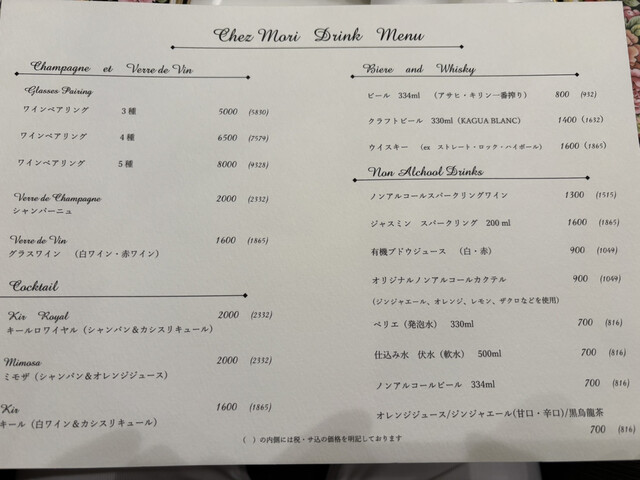 Chez Mori Drink Menu
Champagne et Verre de Vin
Glasses Pairing
ワインペアリング 3種 5000 (5830)
ワインペアリング 4種 6500 (7579)
ワインペアリング 5種 8000 (9328)
Verre de Champagne 2000 (2332)
シャンパーニュ
Verre de Vin 1600 (1865)
グラスワイン (白ワイン・赤ワイン)
Cocktail
Kir Royal 2000 (2332)
キールロワイヤル(シャンパン&カシスリキュール)
Mimosa 2000 (2332)
ミモザ(シャンパン&オレンジジュース)
Kir 1600 (1865)
キール(白ワイン&カシスリキュール)
Biere and Whisky
ビール 334ml (アサヒ・キリン一番搾り) 800 (932)
クラフトビール 330ml(KAGUA BLANC) 1400 (1632)
ウイスキー (ex ストレート・ロック・ハイボール) 1600 (1865)
Non Alchool Drinks
ノンアルコールスパークリングワイン 1300 (1515)
ジャスミン スパークリング 200 ml 1600 (1865)
有機ブドウジュース (白・赤) 900 (1049)
オリジナルノンアルコールカクテル 900 (1049)
(ジンジャエール、オレンジ、レモン、ザクロなどを使用)
ペリエ(発泡水) 330ml 700 (816)
仕込み水 伏水(軟水) 500ml 700 (816)
ノンアルコールビール 334ml 700 (816)
オレンジジュース/ジンジャエール(甘口・辛口)/黒烏龍茶
700 (816)
( )の内側には税・サ込の価格を明記しております